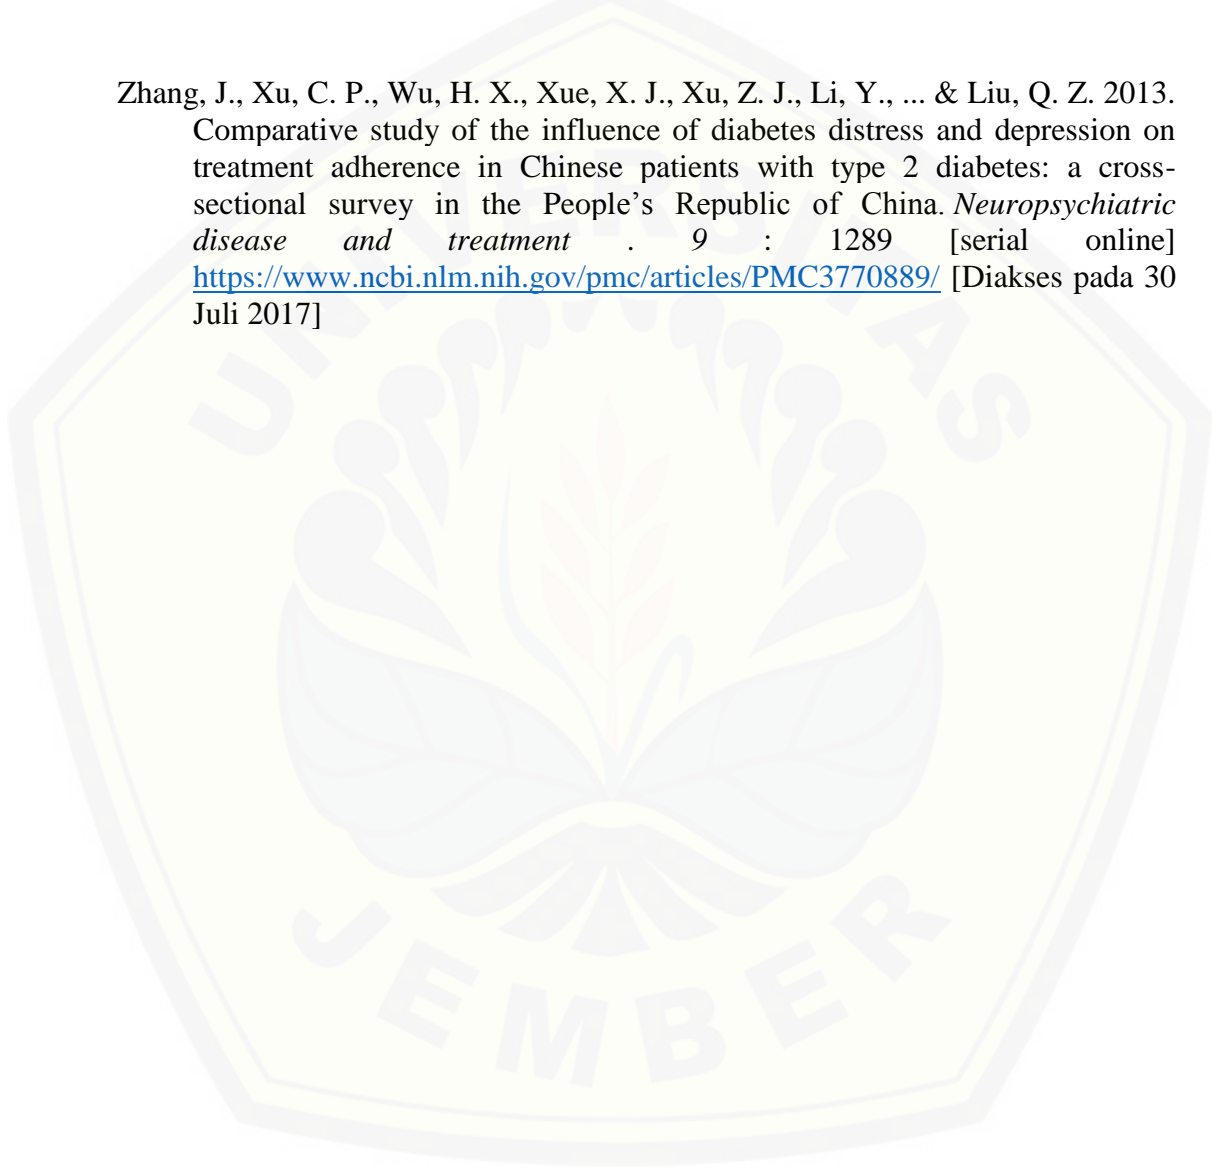 Zhang, J., Xu, C. P., Wu, H. X., Xue, X. J., Xu, Z. J., Li, Y., ... & Liu, Q. Z. 2013.
Comparative study of the influence of diabetes distress and depression on
treatment adherence in Chinese patients with type 2 diabetes: a cross-
sectional survey in the People’s Republic of China. Neuropsychiatric
disease and treatment . 9 : 1289 [serial online]
https://www.ncbi.nlm.nih.gov/pmc/articles/PMC3770889/ [Diakses pada 30
Juli 2017]
UNIVERSITAS
JEMBER